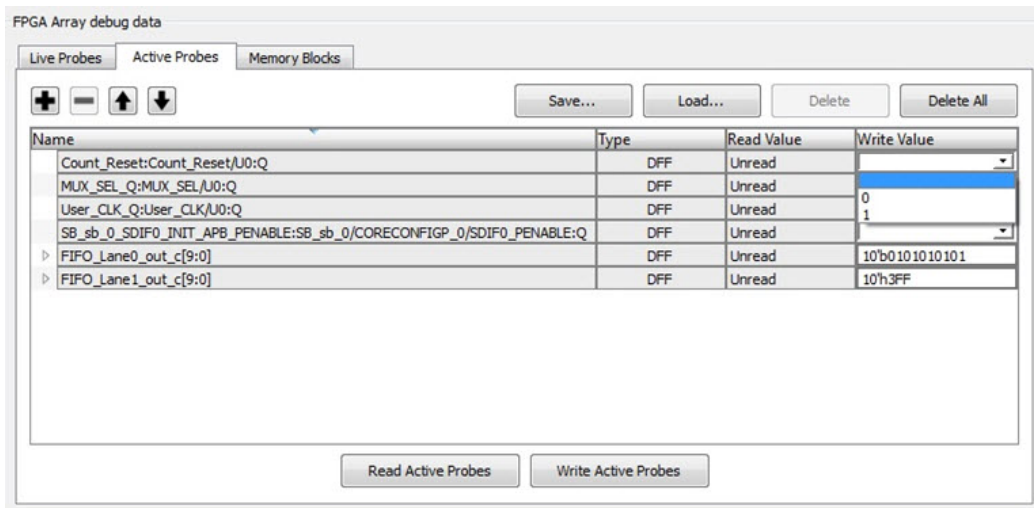 FPGA Array debug data
Live Probes Active Probes Memory Blocks
Save... Load... Delete Delete All
Name Type Read Value Write Value
Count_Reset:Count_Reset/U0:Q DFF Unread
MUX_SEL_Q:MUX_SEL/U0:Q DFF Unread
User_CLK_Q:User_CLK/U0:Q DFF Unread 0
1
SB_sb_0_SDIF0_INIT_APB_PENABLE:SB_sb_0/CORECONFIGP_0/SDIF0_PENABLE:Q DFF Unread
FIFO_Lane0_out_c[9:0] DFF Unread 10'b0101010101
FIFO_Lane1_out_c[9:0] DFF Unread 10'h3FF
Read Active Probes Write Active Probes